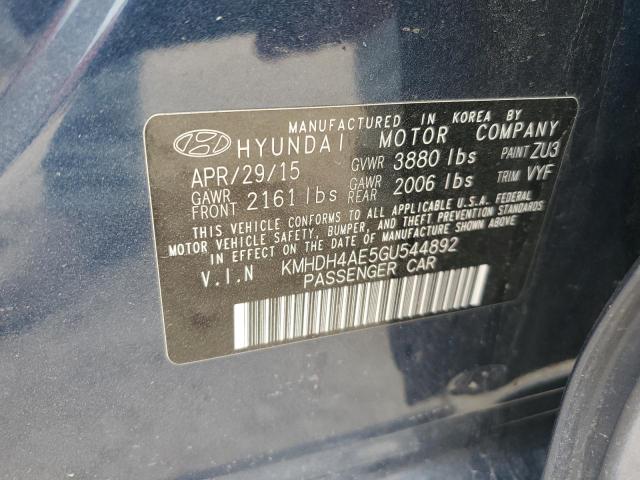 MANUFACTURED IN KOREA BY
HYUNDAI MOTOR COMPANY
APR/29/15 GVWR 3880 lbs PAINT ZU3
GAWR FRONT 2161 lbs GAWR REAR 2006 lbs TRIM VYF
THIS VEHICLE CONFORMS TO ALL APPLICABLE U.S.A. FEDERAL
MOTOR VEHICLE SAFETY, BUMPER, AND THEFT PREVENTION STANDARDS
IN EFFECT ON THE DATE OF MANUFACTURE SHOWN ABOVE.
V.I.N KMHDH4AE5GU544892
PASSENGER CAR